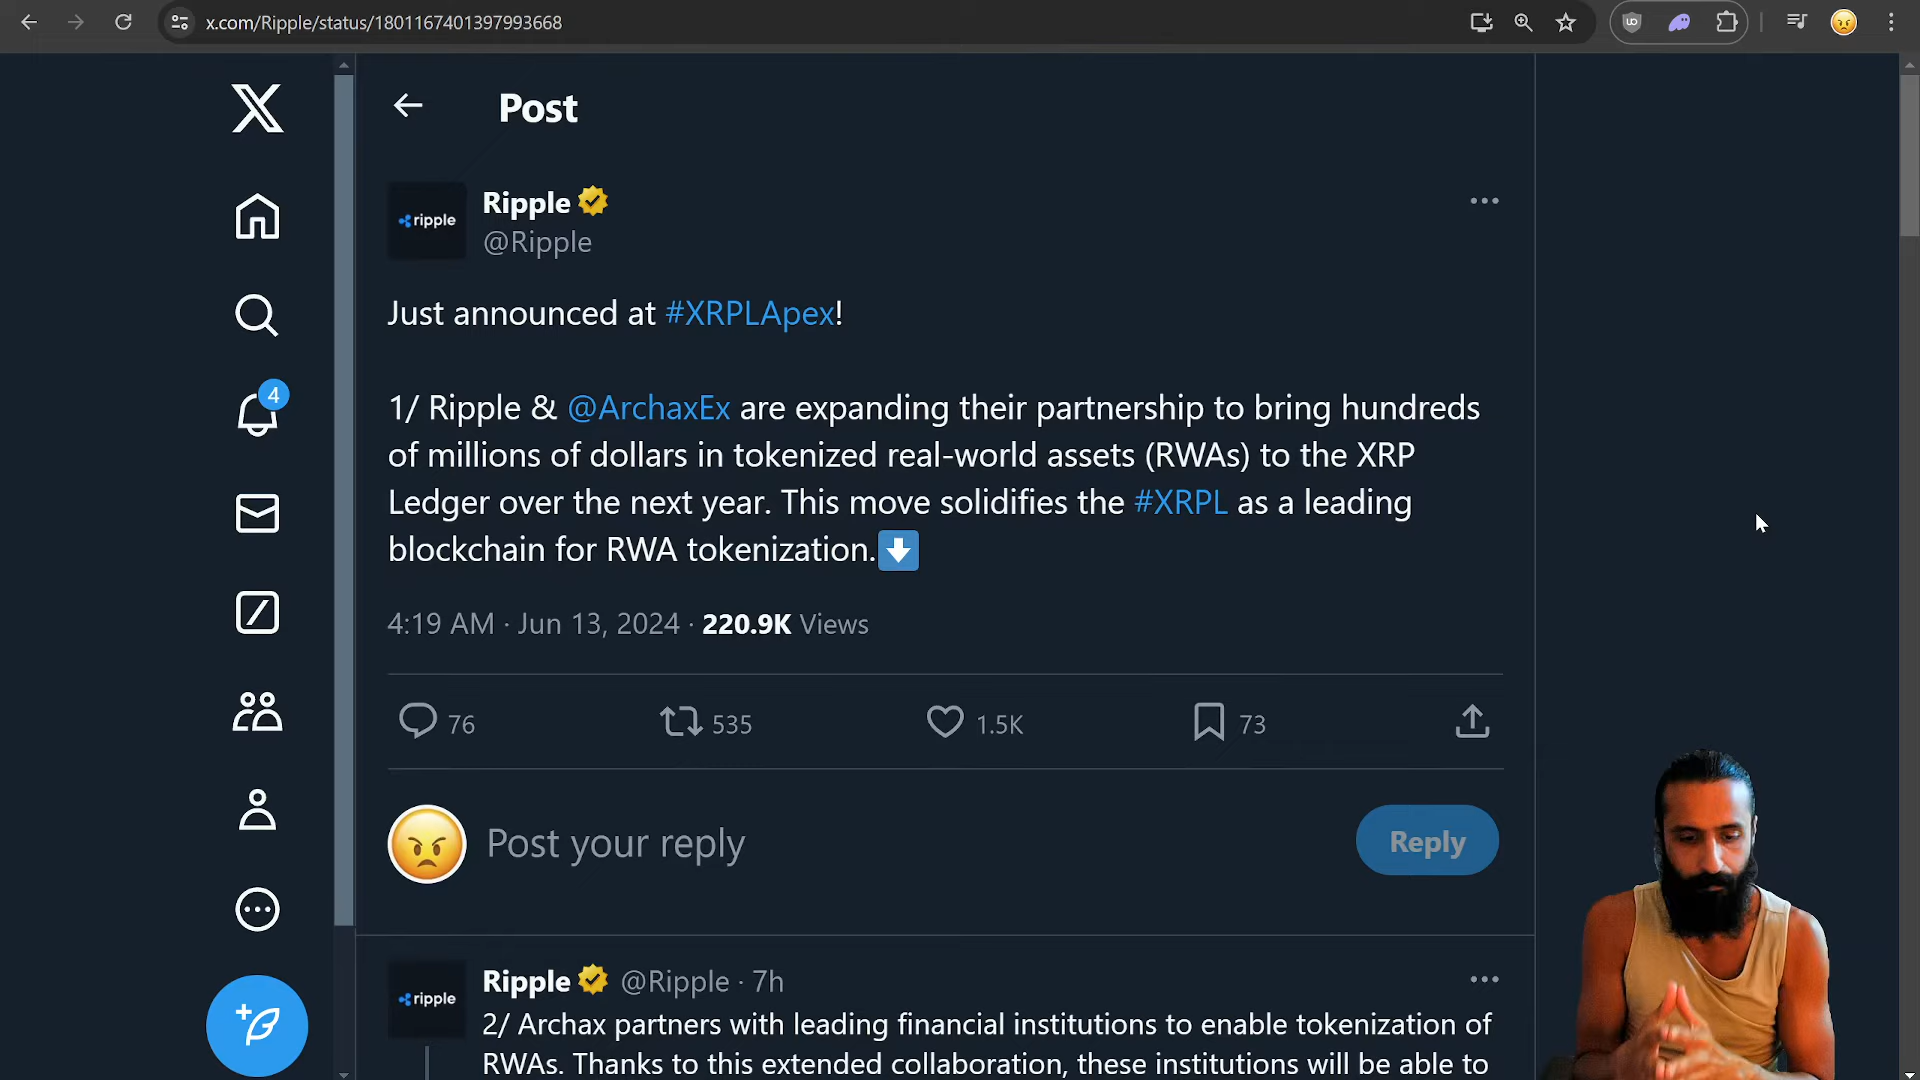 x.com/Ripple/status/1801167401397993668
Post
ripple
Ripple
@Ripple
Just announced at #XRPLApex!
4
1/ Ripple & @ArchaxEx are expanding their partnership to bring hundreds
of millions of dollars in tokenized real-world assets (RWAs) to the XRP
Ledger over the next year. This move solidifies the #XRPL as a leading
blockchain for RWA tokenization.⬇️
4:19 AM · Jun 13, 2024 · 220.9K Views
76 535 1.5K 73
Post your reply
Reply
ripple
Ripple @Ripple · 7h
2/ Archax partners with leading financial institutions to enable tokenization of
RWAs. Thanks to this extended collaboration, these institutions will be able to